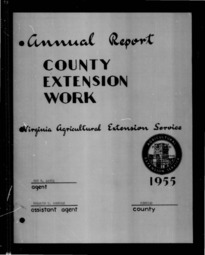 Annual Report
COUNTY
EXTENSION
WORK
Virginia Agricultural Extension Service
agent
1955
assistant agent
county